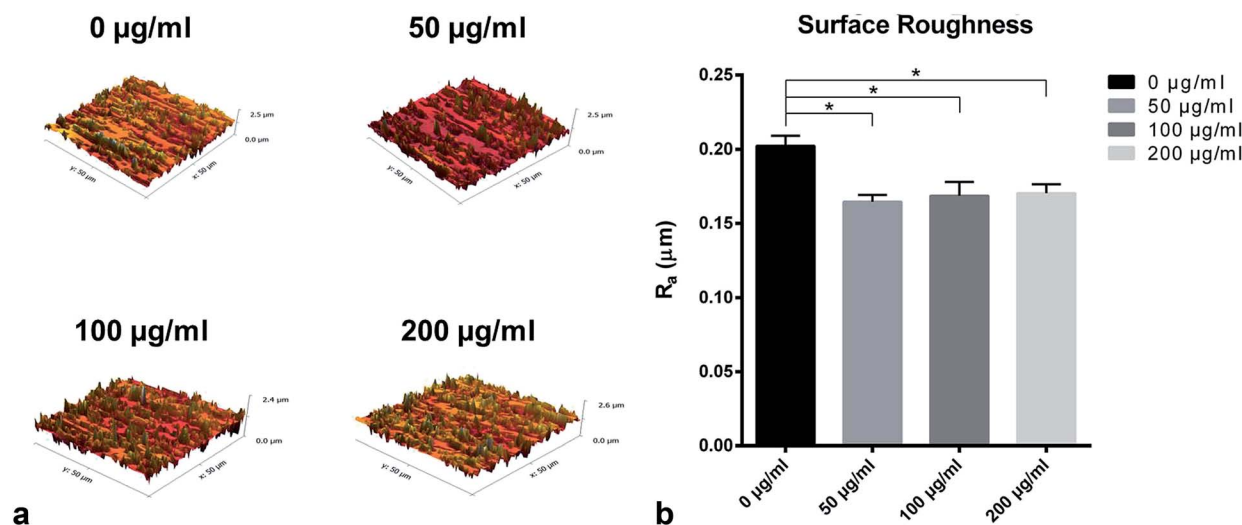 0 µg/ml
2.5 µm
0.0 µm
y: 50 µm
x: 50 µm
50 µg/ml
2.5 µm
0.0 µm
y: 50 µm
x: 50 µm
100 µg/ml
2.4 µm
0.0 µm
y: 50 µm
x: 50 µm
200 µg/ml
2.6 µm
0.0 µm
y: 50 µm
x: 50 µm
a
Surface Roughness
0.25
0.20
0.15
0.10
0.05
0.00
Ra (µm)
*
*
*
0 µg/ml
50 µg/ml
100 µg/ml
200 µg/ml
0 µg/ml
50 µg/ml
100 µg/ml
200 µg/ml
b